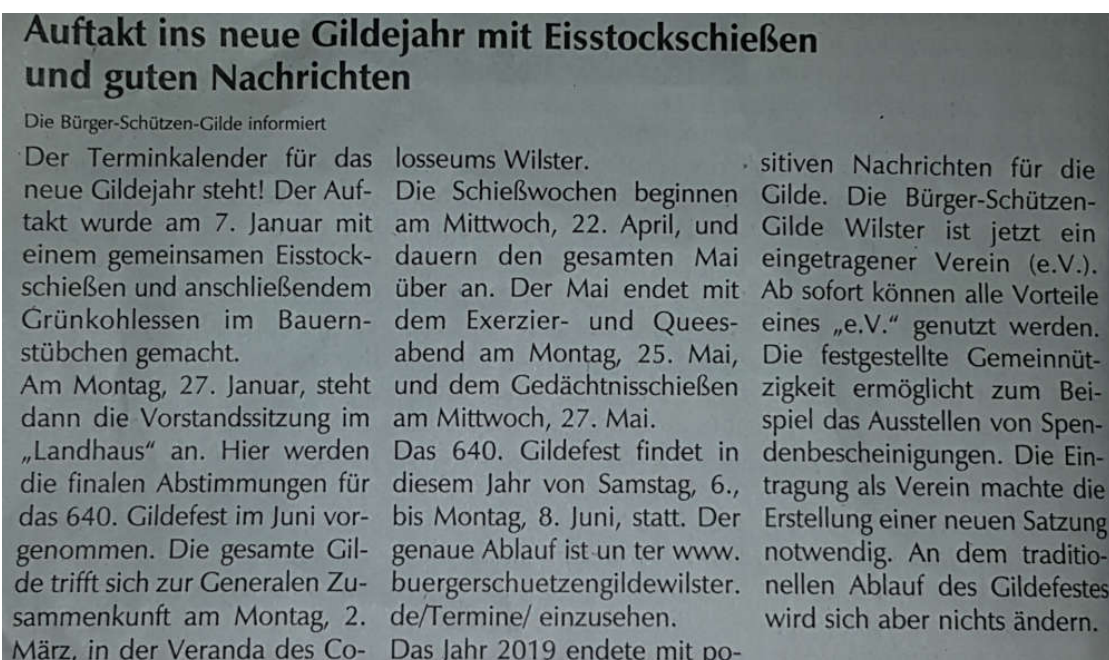 Auftakt ins neue Gildejahr mit Eisstockschießen
und guten Nachrichten
Die Bürger-Schützen-Gilde informiert
Der Terminkalender für das
neue Gildejahr steht! Der Auf-
takt wurde am 7. Januar mit
einem gemeinsamen Eisstock-
schießen und anschließendem
Grünkohlessen im Bauern-
stübchen gemacht.
Am Montag, 27. Januar, steht
dann die Vorstandssitzung im
„Landhaus“ an. Hier werden
die finalen Abstimmungen für
das 640. Gildefest im Juni vor-
genommen. Die gesamte Gil-
de trifft sich zur Generalen Zu-
sammenkunft am Montag, 2.
März, in der Veranda des Co-
losseums Wilster.
Die Schießwochen beginnen
am Mittwoch, 22. April, und
dauern den gesamten Mai
über an. Der Mai endet mit
dem Exerzier- und Quees-
abend am Montag, 25. Mai,
und dem Gedächtnisschießen
am Mittwoch, 27. Mai.
Das 640. Gildefest findet in
diesem Jahr von Samstag, 6.,
bis Montag, 8. Juni, statt. Der
genaue Ablauf ist un ter www.
buergerschuetzengildewilster.
de/Termine/ einzusehen.
Das Jahr 2019 endete mit po-
sitiven Nachrichten für die
Gilde. Die Bürger-Schützen-
Gilde Wilster ist jetzt ein
eingetragener Verein (e.V.).
Ab sofort können alle Vorteile
eines „e.V.“ genutzt werden.
Die festgestellte Gemeinnüt-
zigkeit ermöglicht zum Bei-
spiel das Ausstellen von Spen-
denbescheinigungen. Die Ein-
tragung als Verein machte die
Erstellung einer neuen Satzung
notwendig. An dem traditio-
nellen Ablauf des Gildefestes
wird sich aber nichts ändern.